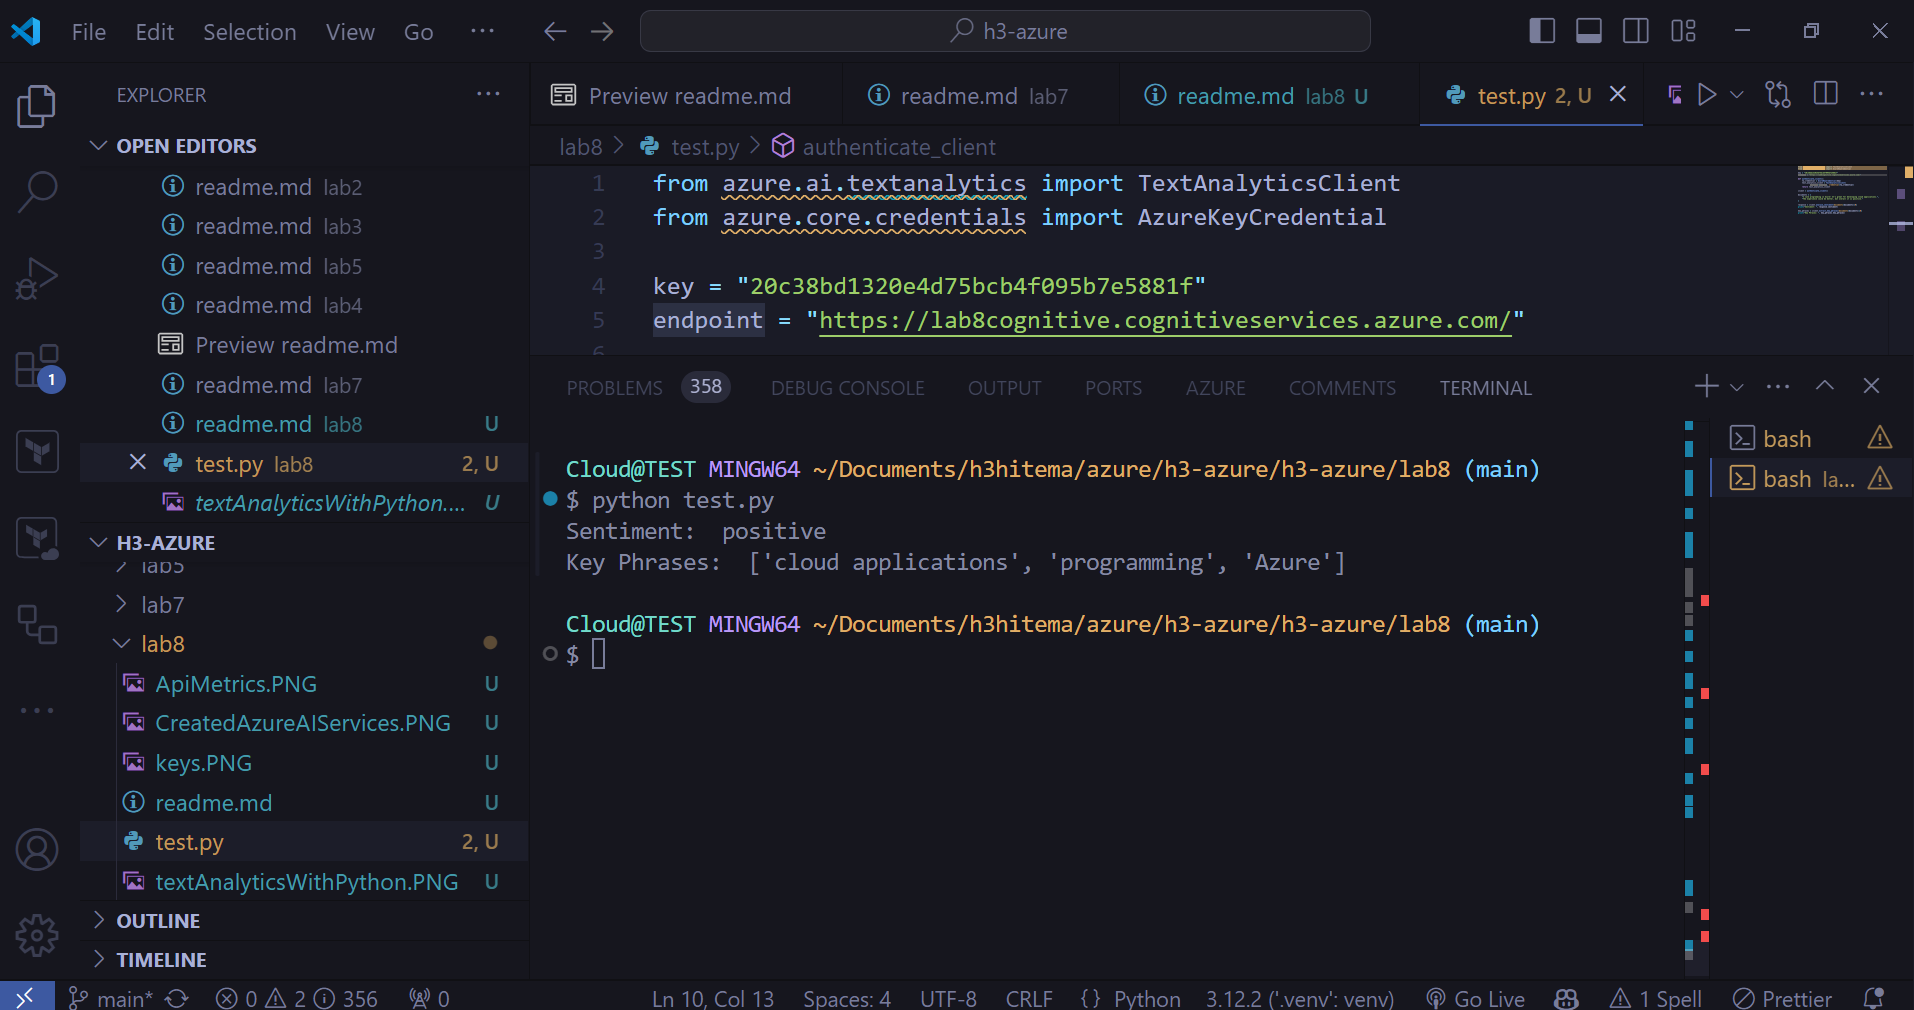 File Edit Selection View Go ... h3-azure
EXPLORER ...
OPEN EDITORS
readme.md lab2
readme.md lab3
readme.md lab5
readme.md lab4
Preview readme.md
readme.md lab7
readme.md lab8 U
test.py lab8 2, U
textAnalyticsWithPython.... U
H3-AZURE
lab5
lab7
lab8
ApiMetrics.PNG U
CreatedAzureAIServices.PNG U
keys.PNG U
readme.md U
test.py 2, U
textAnalyticsWithPython.PNG U
OUTLINE
TIMELINE
1
Preview readme.md readme.md lab7 readme.md lab8 U test.py 2, U
lab8 > test.py > authenticate_client
1 from azure.ai.textanalytics import TextAnalyticsClient
2 from azure.core.credentials import AzureKeyCredential
3
4 key = "20c38bd1320e4d75bcb4f095b7e5881f"
5 endpoint = "https://lab8cognitive.cognitiveservices.azure.com/"
6
PROBLEMS 358 DEBUG CONSOLE OUTPUT PORTS AZURE COMMENTS TERMINAL
Cloud@TEST MINGW64 ~/Documents/h3hitema/azure/h3-azure/h3-azure/lab8 (main)
$ python test.py
Sentiment:  positive
Key Phrases:  ['cloud applications', 'programming', 'Azure']
Cloud@TEST MINGW64 ~/Documents/h3hitema/azure/h3-azure/h3-azure/lab8 (main)
$
bash
bash la...
main* 0 2 356 0 Ln 10, Col 13 Spaces: 4 UTF-8 CRLF {} Python 3.12.2 ('.venv': venv) Go Live 1 Spell Prettier